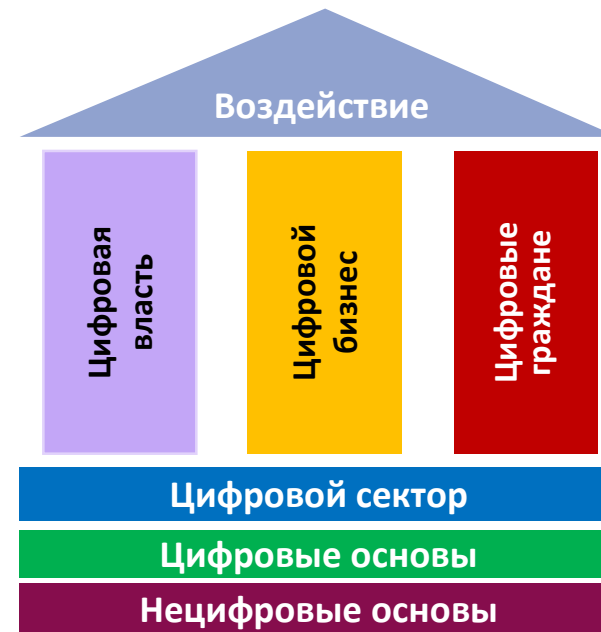 Воздействие
Цифровая
власть
Цифровой
бизнес
Цифровые
граждане
Цифровой сектор
Цифровые основы
Нецифровые основы